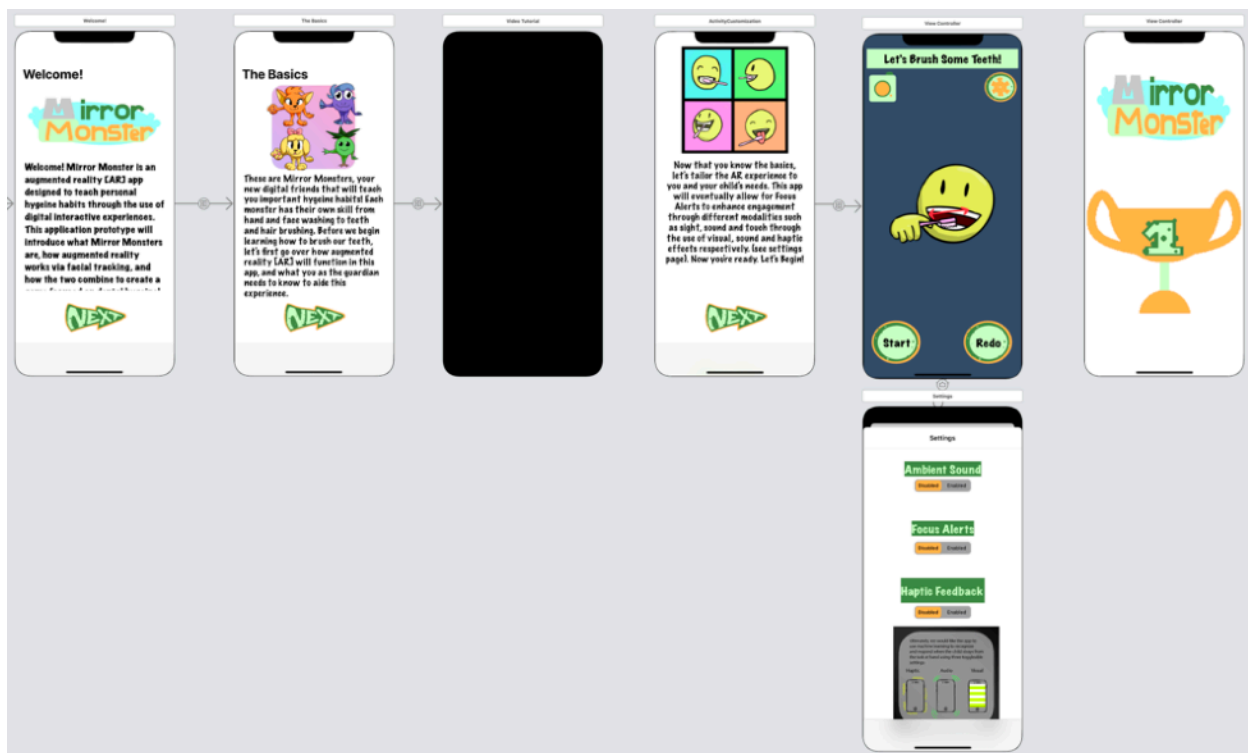 Welcome!
The Basics
Video Tutorial
ActivityCustomization
View Controller
View Controller
Welcome!
Mirror
Monster
Welcome! Mirror Monster is an
augmented reality (AR) app
designed to teach personal
hygeine habits through the use of
digital interactive experiences.
This application prototype will
introduce what Mirror Monsters
are, how augmented reality
works via facial tracking, and
how the two combine to create a
NEXT
The Basics
These are Mirror Monsters, your
new digital friends that will teach
you important hygeine habits! Each
monster has their own skill from
hand and face washing to teeth
and hair brushing. Before we begin
learning how to brush our teeth,
let's first go over how augmented
reality (AR) will function in this
app, and what you as the guardian
needs to know to aide this
experience.
NEXT
Now that you know the basics,
let's tailor the AR experience to
you and your child's needs. This app
will eventually allow for Focus
Alerts to enhance engagement
through different modalities such
as sight, sound and touch through
the use of visual, sound and haptic
effects respectively. (see settings
page). Now you're ready. Let's Begin!
NEXT
Let's Brush Some Teeth!
Start
Redo
Mirror
Monster
1
Settings
Settings
Ambient Sound
Disabled Enabled
Focus Alerts
Disabled Enabled
Haptic Feedback
Disabled Enabled
Haptic Audio Visual